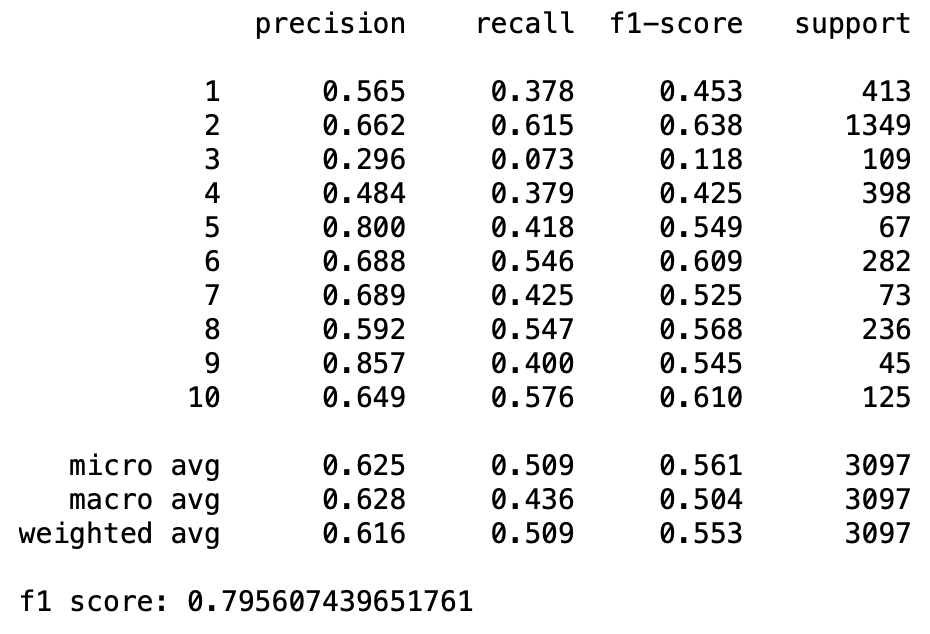 precision recall f1-score support
1 0.565 0.378 0.453 413
2 0.662 0.615 0.638 1349
3 0.296 0.073 0.118 109
4 0.484 0.379 0.425 398
5 0.800 0.418 0.549 67
6 0.688 0.546 0.609 282
7 0.689 0.425 0.525 73
8 0.592 0.547 0.568 236
9 0.857 0.400 0.545 45
10 0.649 0.576 0.610 125
micro avg 0.625 0.509 0.561 3097
macro avg 0.628 0.436 0.504 3097
weighted avg 0.616 0.509 0.553 3097
f1 score: 0.795607439651761